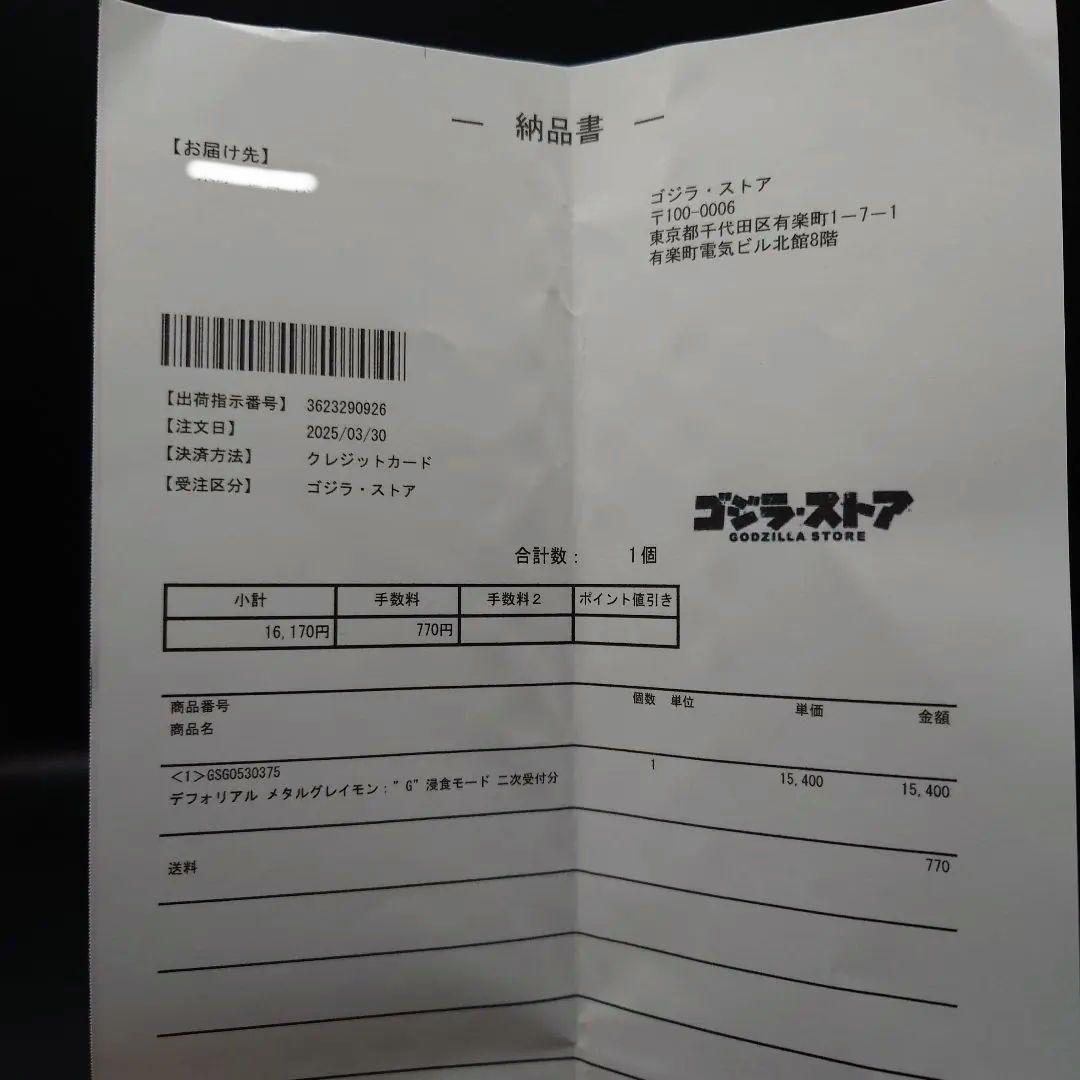 ― 納品書 ―
【お届け先】
ゴジラ・ストア
〒100-0006
東京都千代田区有楽町1－7－1
有楽町電気ビル北館8階
【出荷指示番号】 3623290926
【注文日】 2025/03/30
【決済方法】 クレジットカード
【受注区分】 ゴジラ・ストア
ゴジラ・ストア
GODZILLA STORE
合計数： 1個
小計 手数料 手数料２ ポイント値引き
16,170円 770円
商品番号 個数 単位 単価 金額
商品名
＜1＞GSG0530375 1 15,400 15,400
デフォリアル メタルグレイモン：”G”浸食モード 二次受付分
送料 770